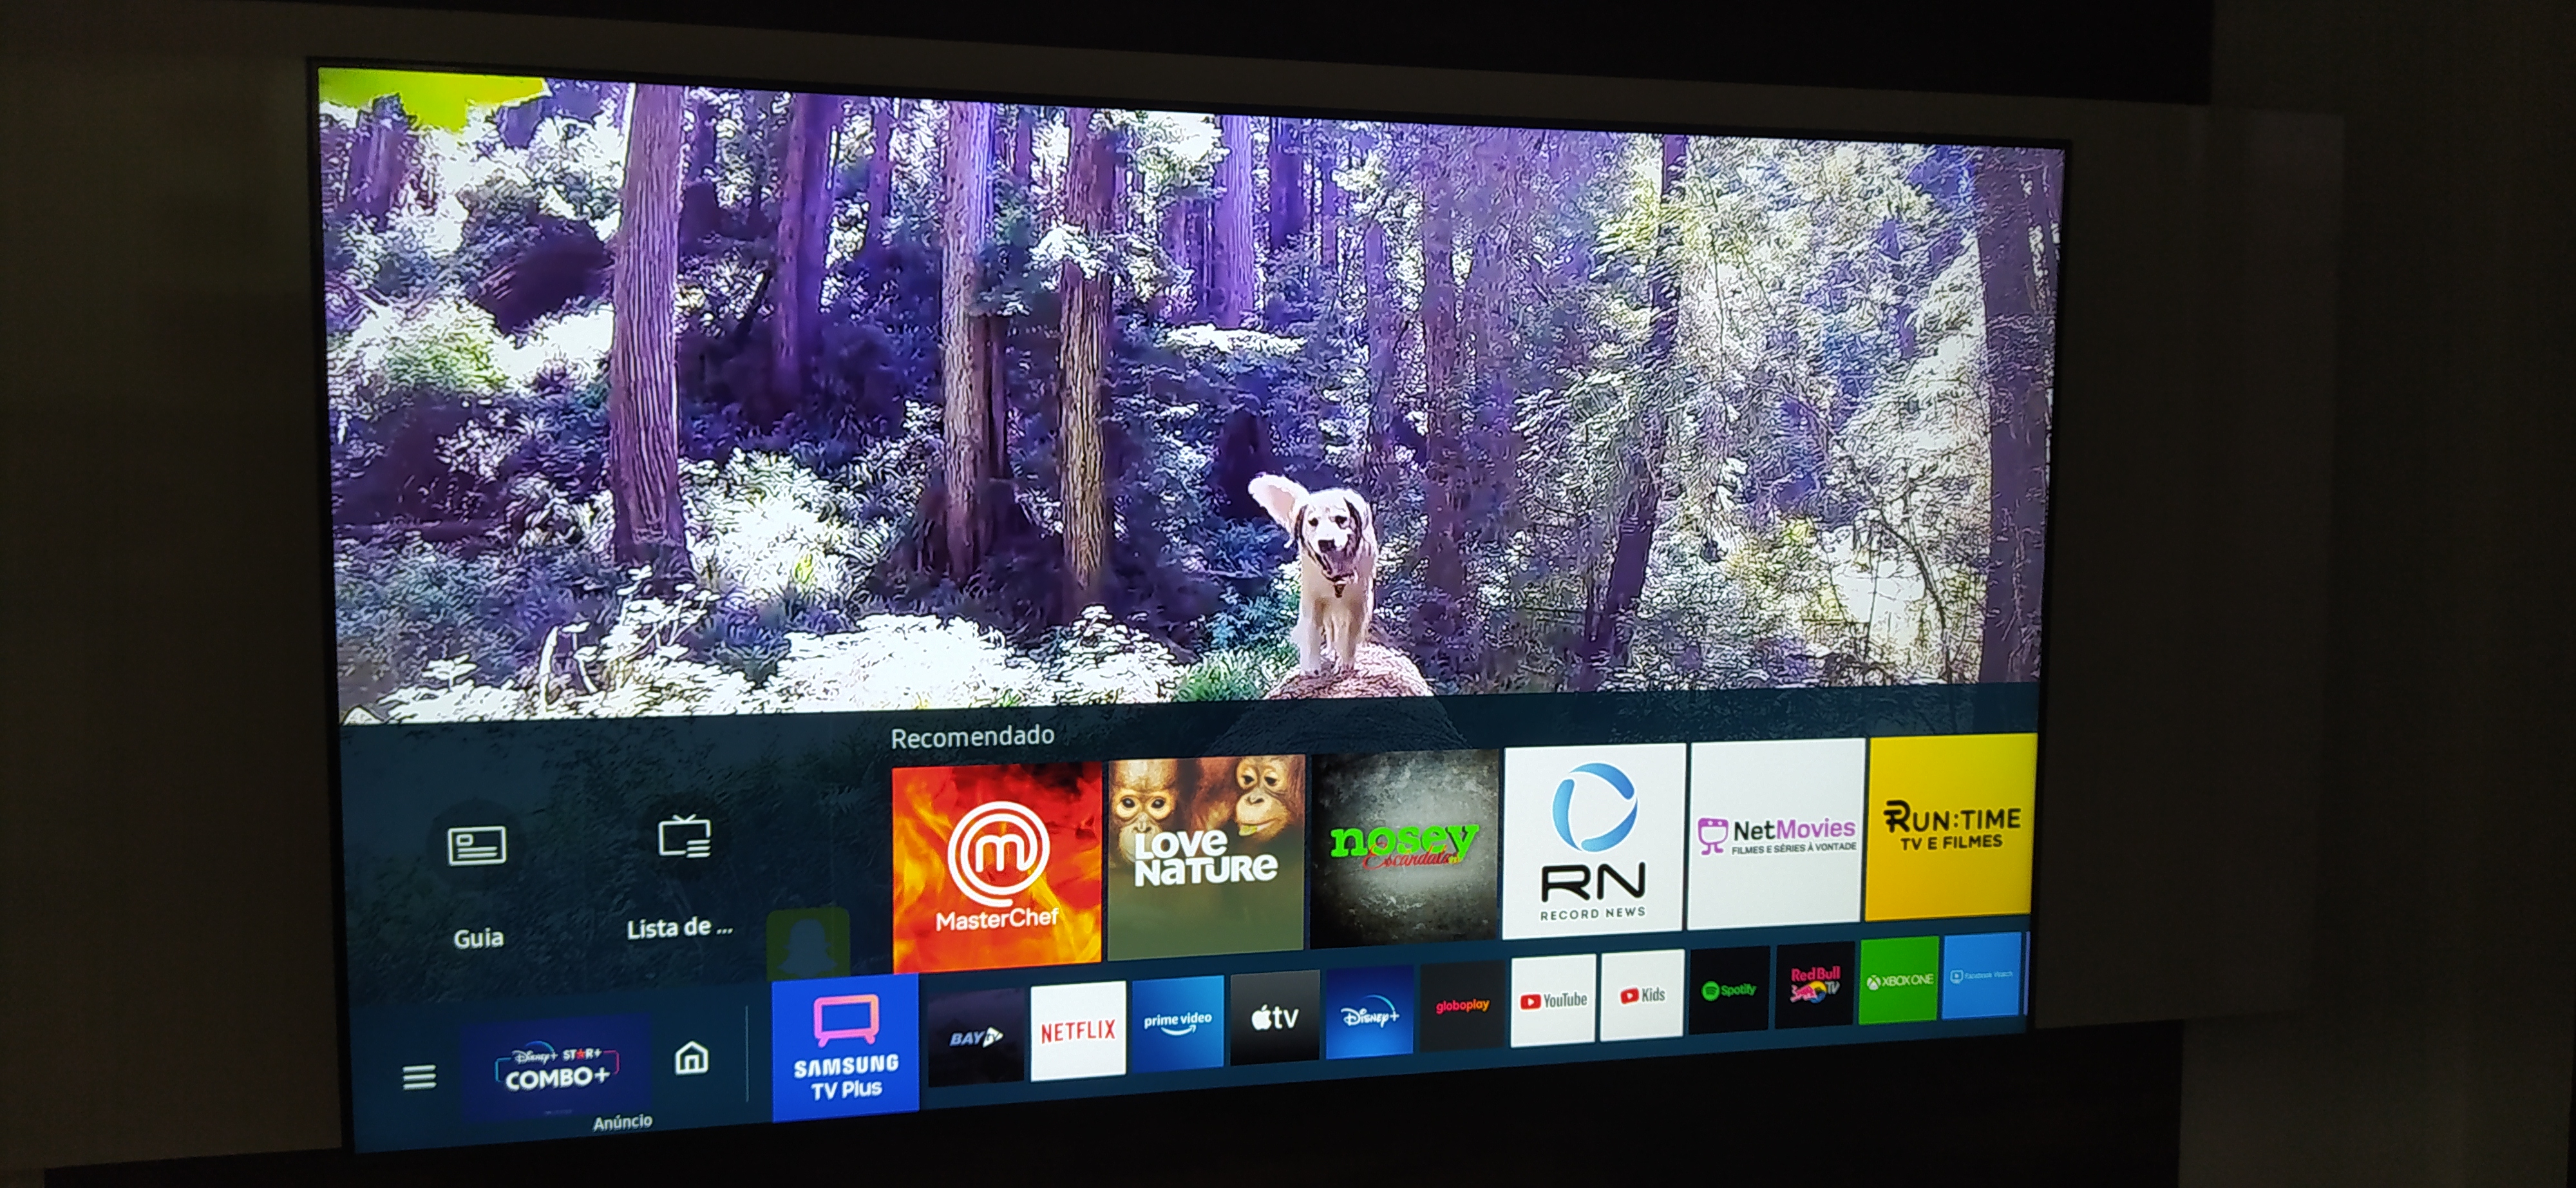 Recomendado
Guia
Lista de ...
MasterChef
LOVE
NATURE
nosey
Escandalos
RN
RECORD NEWS
NetMovies
FILMES E SÉRIES À VONTADE
RUN:TIME
TV E FILMES
Disney+ STAR+
COMBO+
Anúncio
SAMSUNG
TV Plus
BAY
NETFLIX
prime video
tv
Disney+
globoplay
YouTube
Kids
Spotify
Red Bull
TV
XBOX ONE
Facebook Watch